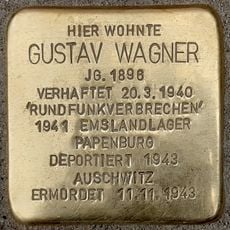 HIER WOHNTE
GUSTAV WAGNER
JG. 1896
VERHAFTET 20.3.1940
'RUNDFUNKVERBRECHEN'
1941 EMSLANDLAGER
PAPENBURG
DEPORTIERT 1943
AUSCHWITZ
ERMORDET 11.11.1943